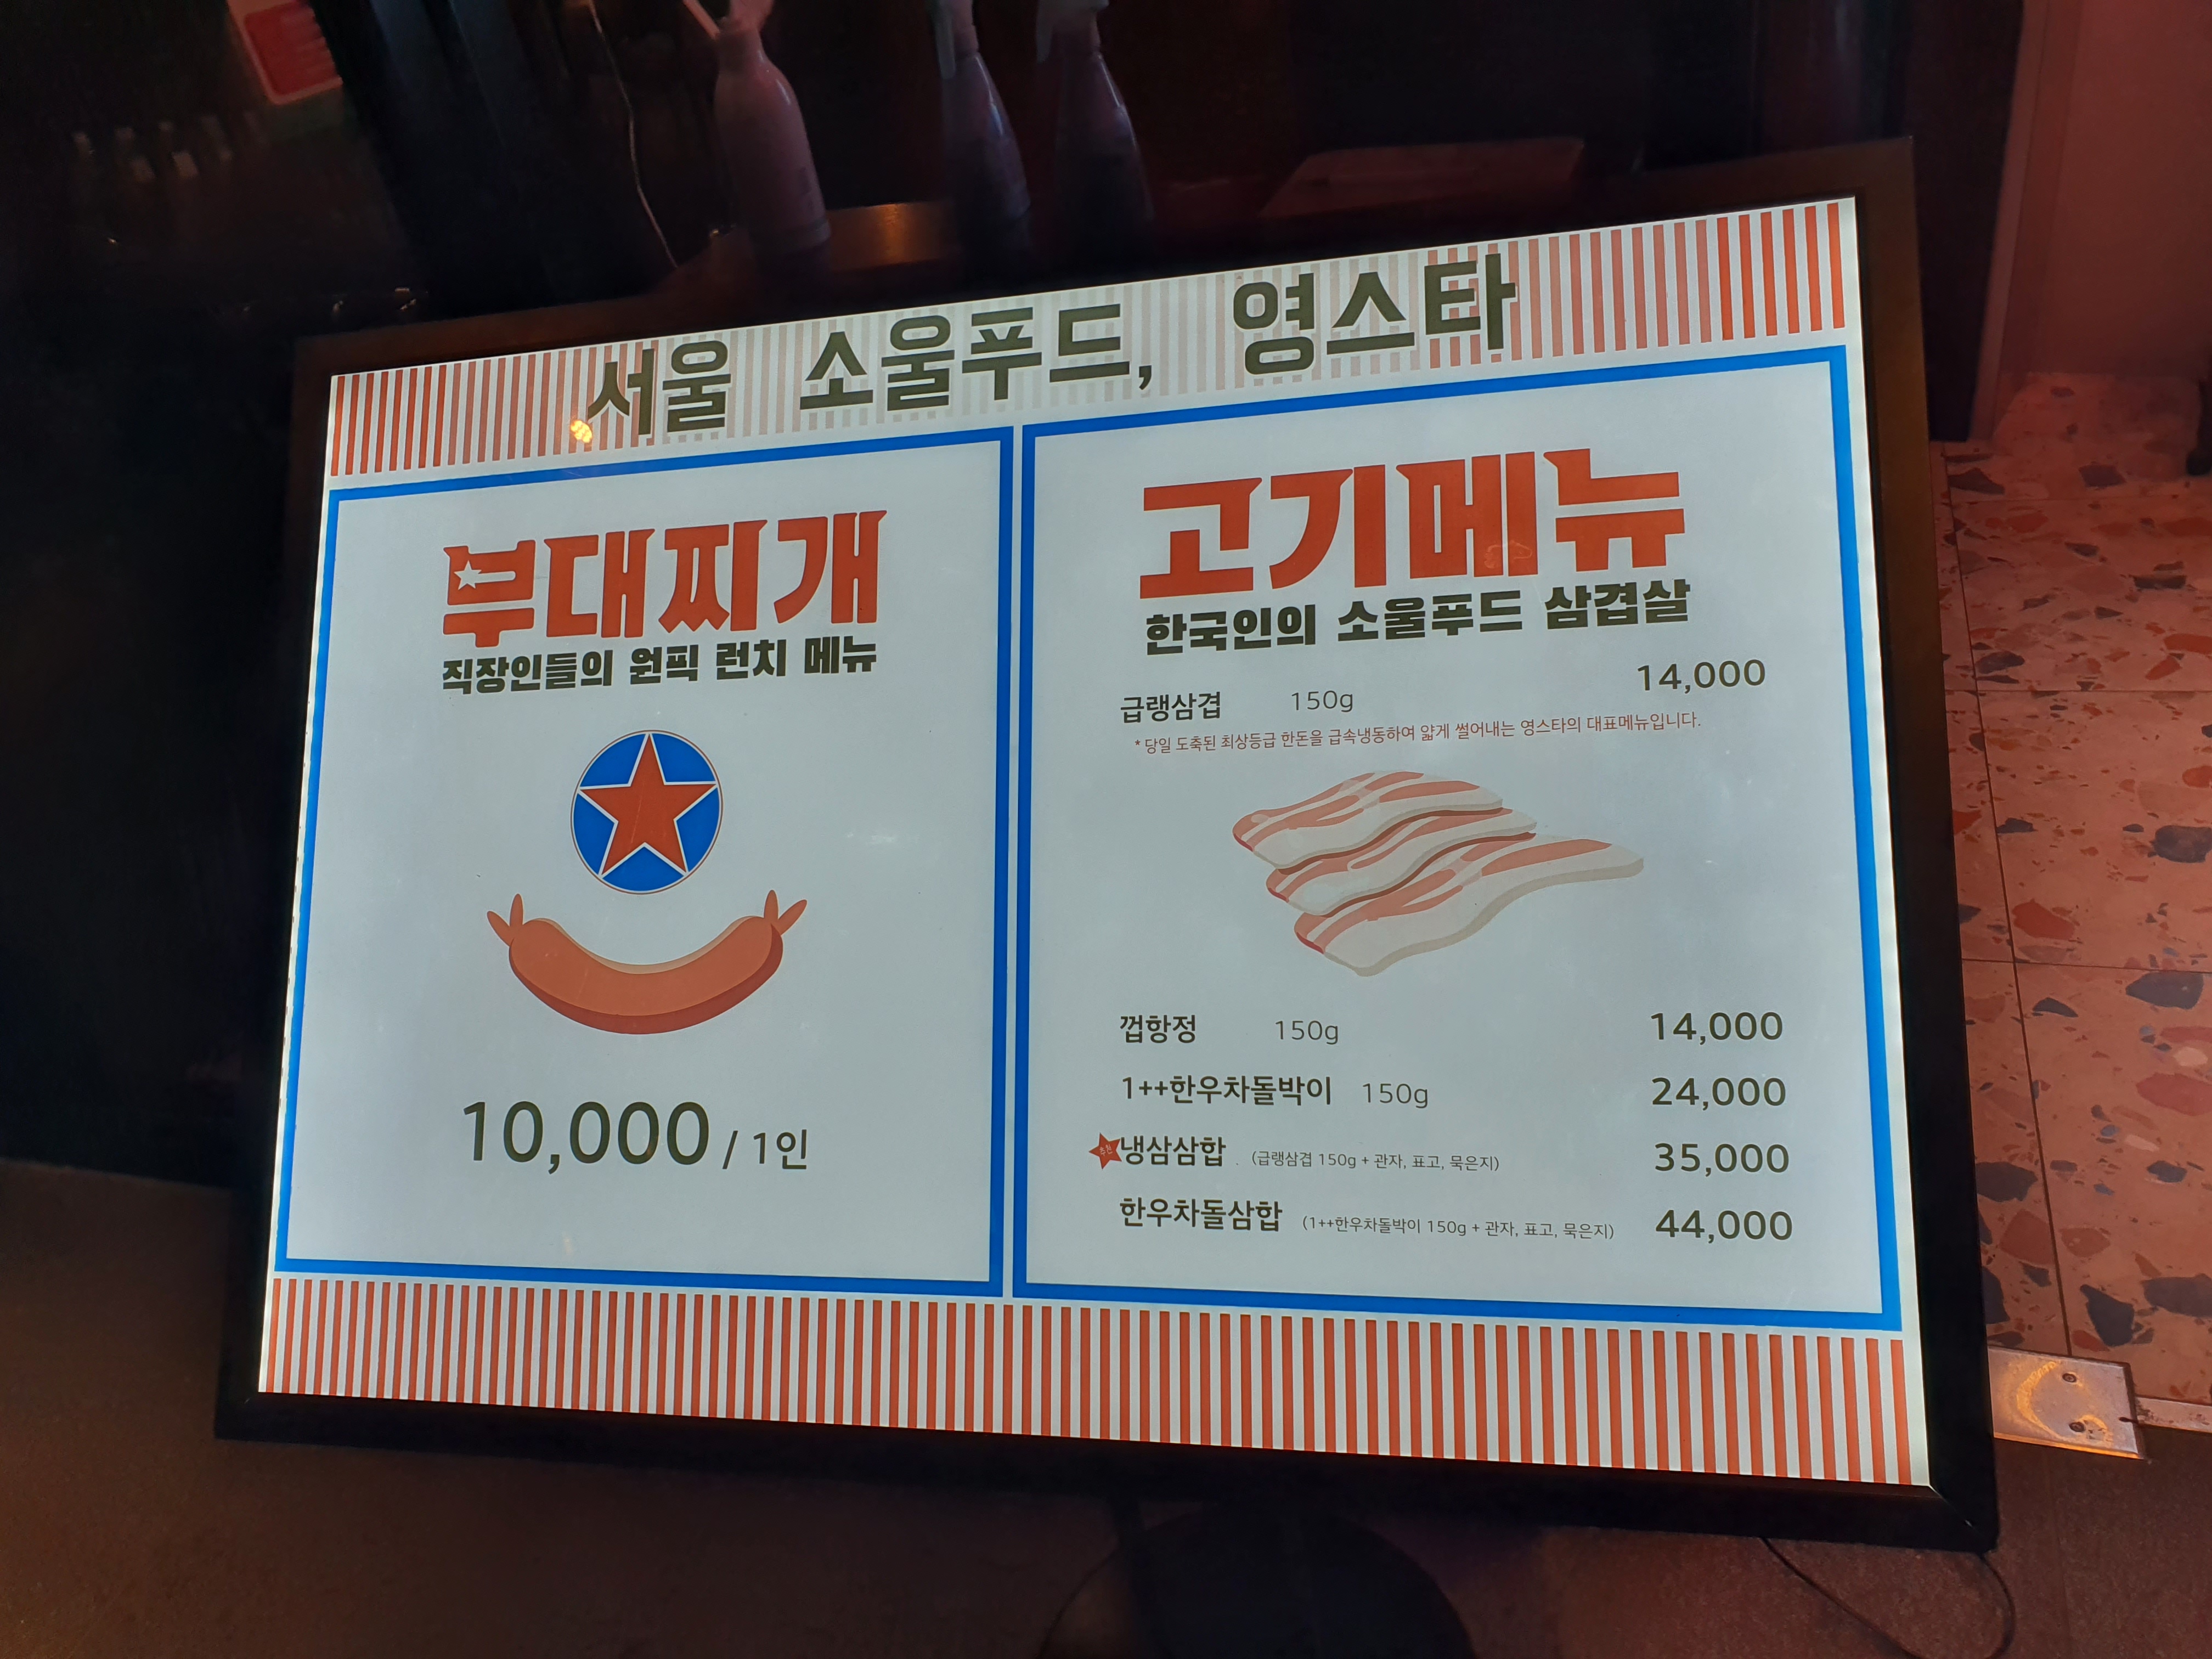 서울 소울푸드, 영스타
부대찌개
직장인들의 원픽 런치 메뉴
10,000 / 1인
고기메뉴
한국인의 소울푸드 삼겹살
급랭삼겹 150g 14,000
* 당일 도축된 최상등급 한돈을 급속냉동하여 얇게 썰어내는 영스타의 대표메뉴입니다.
껍항정 150g 14,000
1++한우차돌박이 150g 24,000
추천 냉삼삼합 (급랭삼겹 150g + 관자, 표고, 묵은지) 35,000
한우차돌삼합 (1++한우차돌박이 150g + 관자, 표고, 묵은지) 44,000